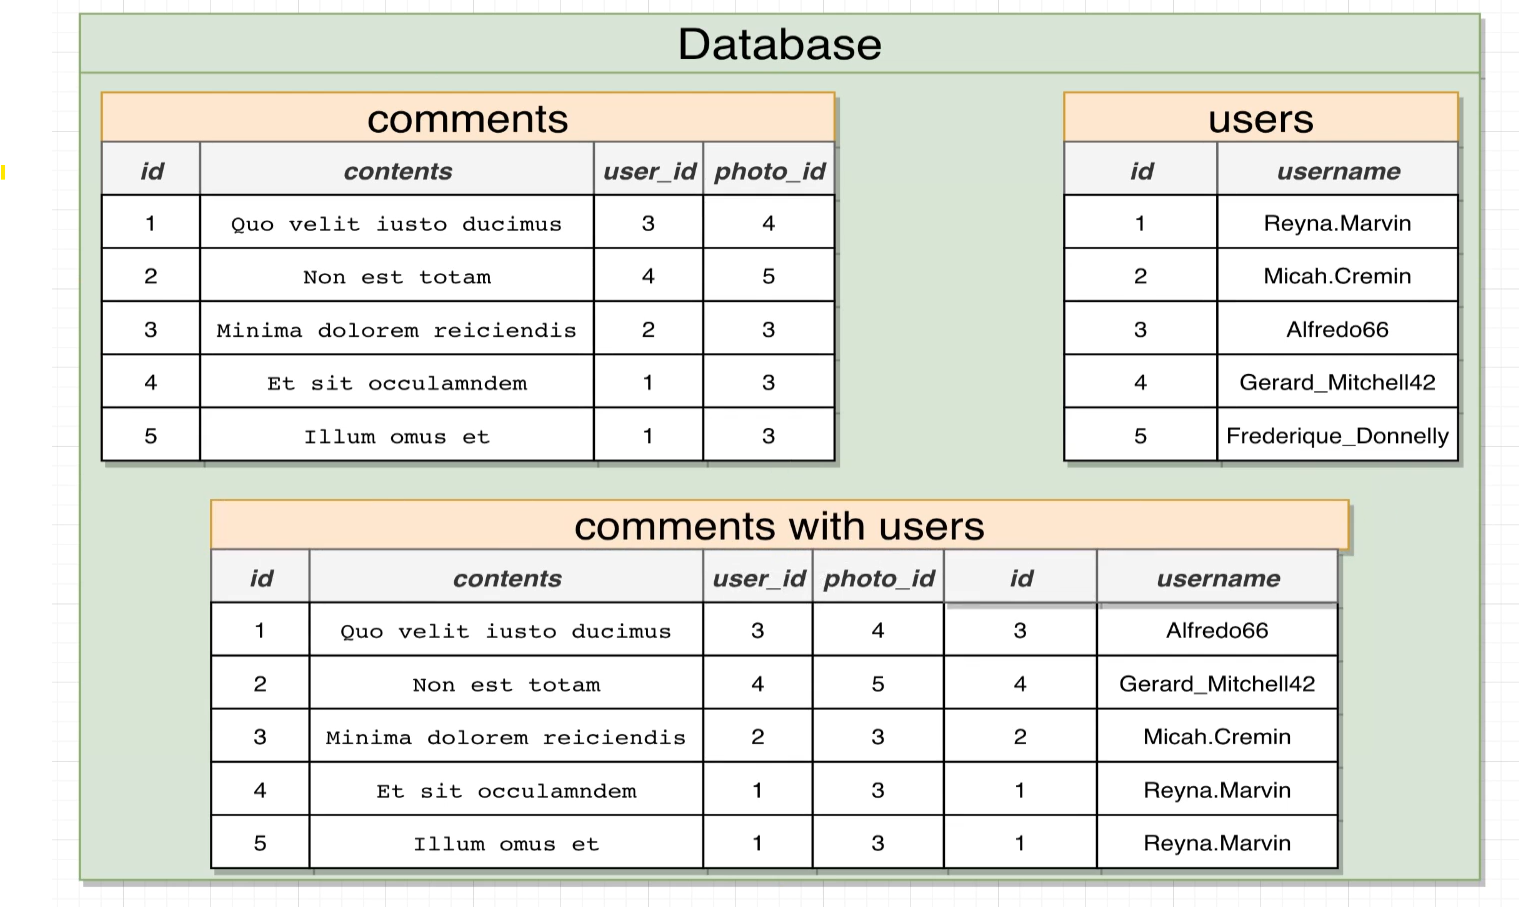 Database
comments
id contents user_id photo_id
1 Quo velit iusto ducimus 3 4
2 Non est totam 4 5
3 Minima dolorem reiciendis 2 3
4 Et sit occulamndem 1 3
5 Illum omus et 1 3
users
id username
1 Reyna.Marvin
2 Micah.Cremin
3 Alfredo66
4 Gerard_Mitchell42
5 Frederique_Donnelly
comments with users
id contents user_id photo_id id username
1 Quo velit iusto ducimus 3 4 3 Alfredo66
2 Non est totam 4 5 4 Gerard_Mitchell42
3 Minima dolorem reiciendis 2 3 2 Micah.Cremin
4 Et sit occulamndem 1 3 1 Reyna.Marvin
5 Illum omus et 1 3 1 Reyna.Marvin